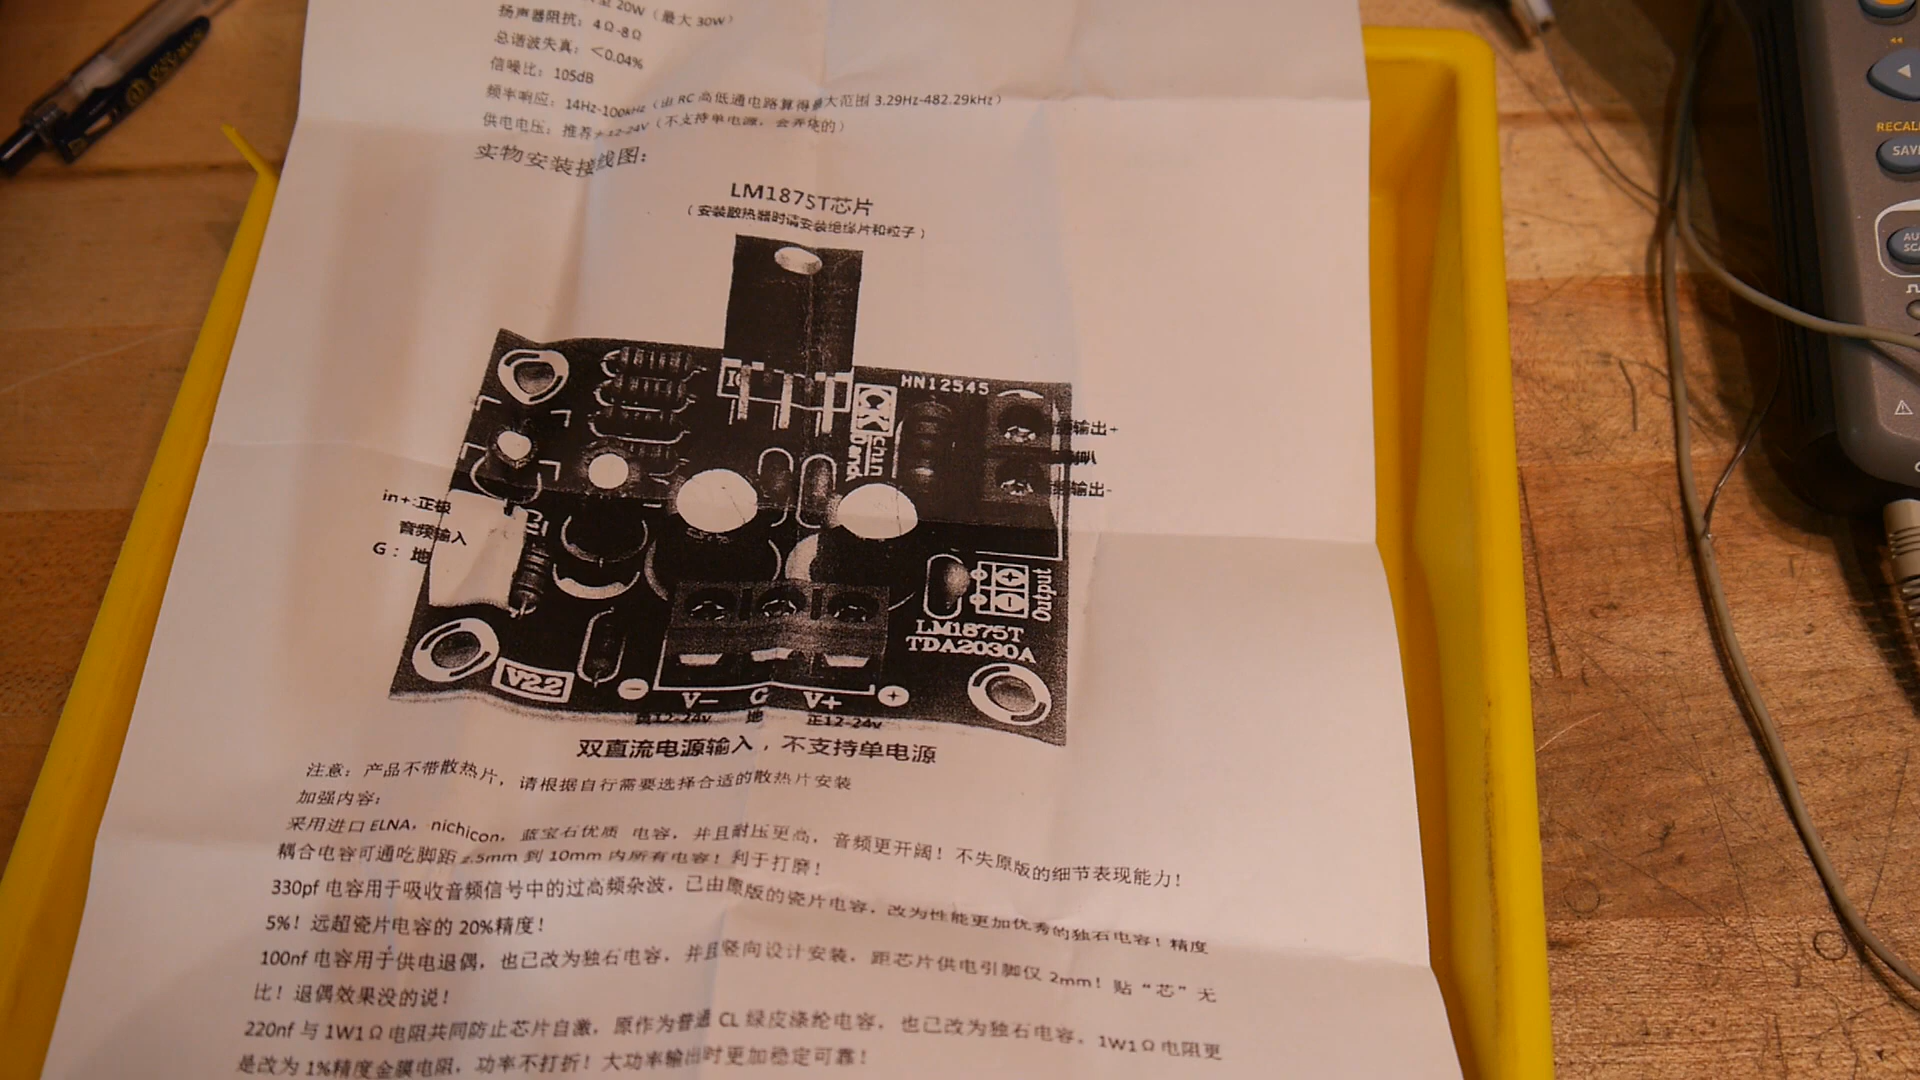 20W（最大 30W）
扬声器阻抗：4Ω-8Ω
总谐波失真：＜0.04%
信噪比：105dB
频率响应：14Hz-100kHz（由 RC 高低通电路算得最大范围 3.29Hz-482.29kHz）
供电电压：推荐±12-24V（不支持单电源，会弄烧的）
实物安装接线图：
LM1875T芯片
（安装散热器时请安装绝缘片和粒子）
HN12545
CK
输出+
输出-
in+:正极
音频输入
G：地
Output
LM1875T
TDA2030A
V2.2
V- G V+
12-24v 地 正12-24v
双直流电源输入，不支持单电源
注意：产品不带散热片，请根据自行需要选择合适的散热片安装
加强内容：
采用进口 ELNA，nichicon，蓝宝石优质 电容，并且耐压更高，音频更开阔！不失原版的细节表现能力！
耦合电容可通吃脚距 2.5mm 到 10mm 内所有电容！利于打磨！
330pf 电容用于吸收音频信号中的过高频杂波，已由原版的瓷片电容，改为性能更加优秀的独石电容！精度
5%！远超瓷片电容的 20%精度！
100nf 电容用于供电退偶，也已改为独石电容，并且竖向设计安装，距芯片供电引脚仅 2mm！贴“芯”无
比！退偶效果没的说！
220nf 与 1W1Ω电阻共同防止芯片自激，原作为普通 CL 绿皮涤纶电容，也已改为独石电容，1W1Ω电阻更
是改为 1%精度金膜电阻，功率不打折！大功率输出时更加稳定可靠！
RECALL
SAVE